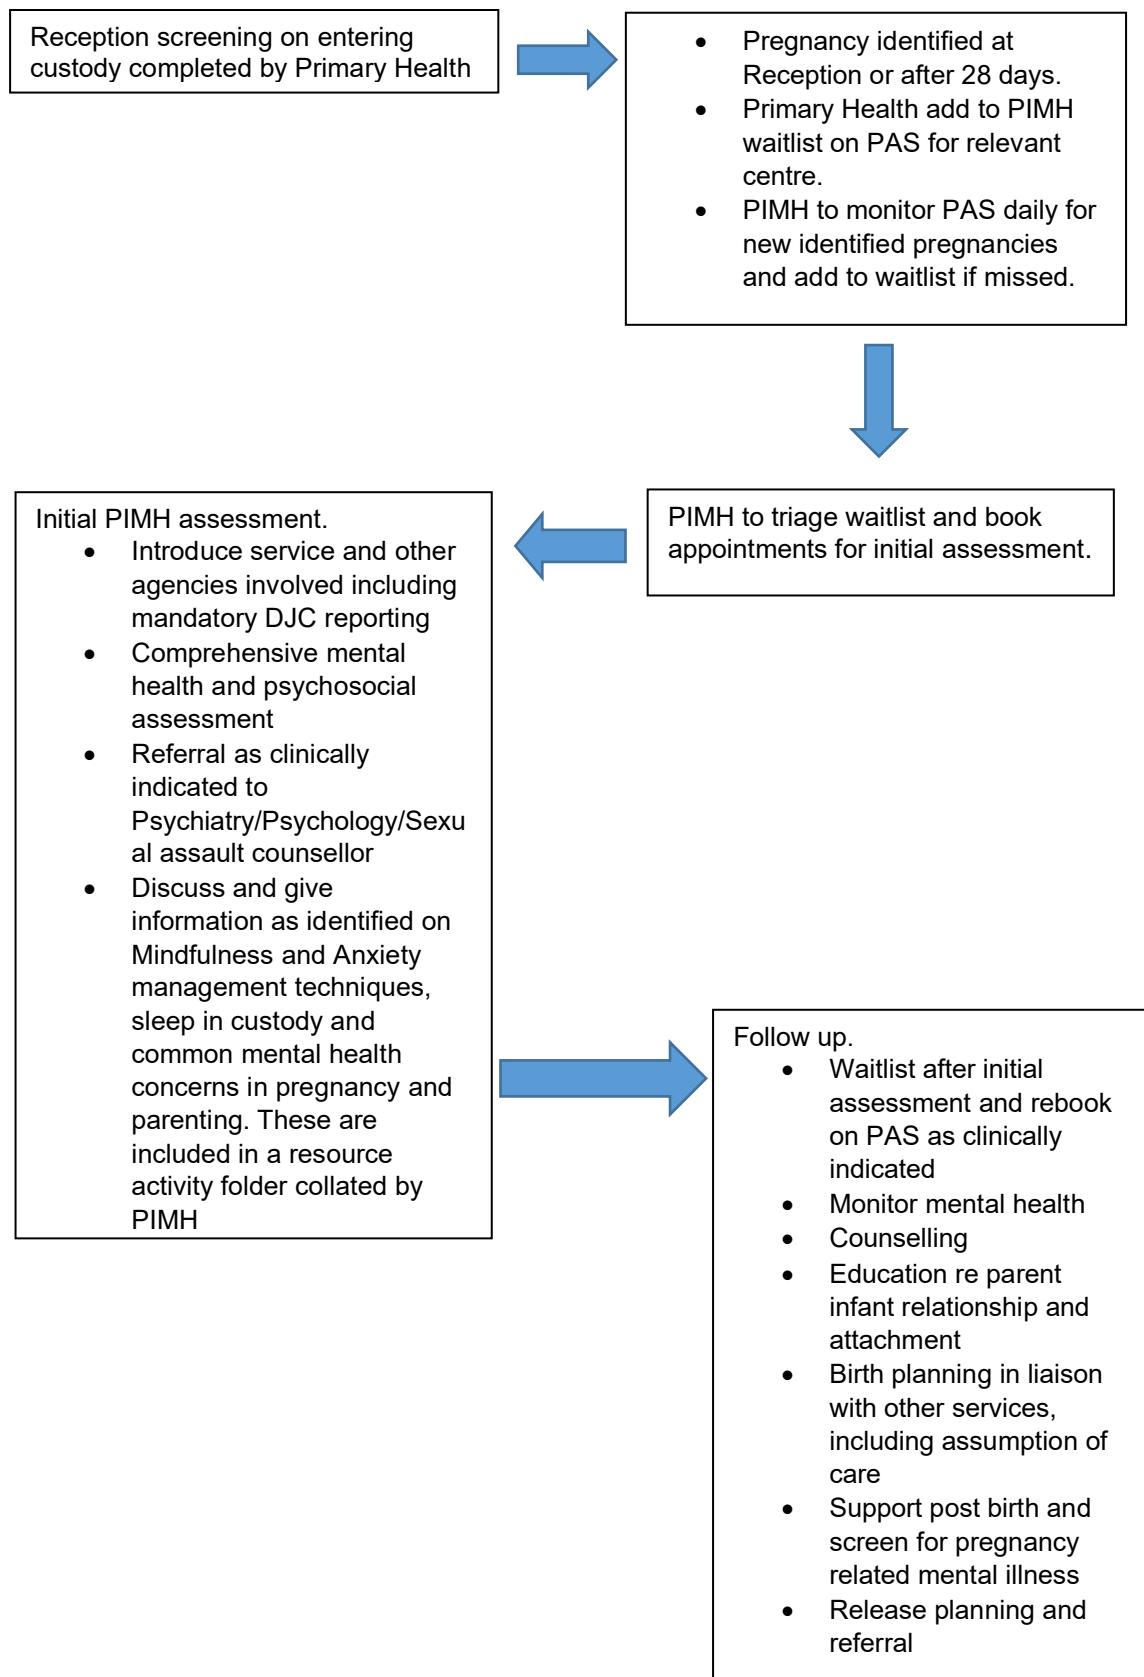 Reception screening on entering
custody completed by Primary Health
• Pregnancy identified at
Reception or after 28 days.
• Primary Health add to PIMH
waitlist on PAS for relevant
centre.
• PIMH to monitor PAS daily for
new identified pregnancies
and add to waitlist if missed.
PIMH to triage waitlist and book
appointments for initial assessment.
Initial PIMH assessment.
• Introduce service and other
agencies involved including
mandatory DJC reporting
• Comprehensive mental
health and psychosocial
assessment
• Referral as clinically
indicated to
Psychiatry/Psychology/Sexu
al assault counsellor
• Discuss and give
information as identified on
Mindfulness and Anxiety
management techniques,
sleep in custody and
common mental health
concerns in pregnancy and
parenting. These are
included in a resource
activity folder collated by
PIMH
Follow up.
• Waitlist after initial
assessment and rebook
on PAS as clinically
indicated
• Monitor mental health
• Counselling
• Education re parent
infant relationship and
attachment
• Birth planning in liaison
with other services,
including assumption of
care
• Support post birth and
screen for pregnancy
related mental illness
• Release planning and
referral